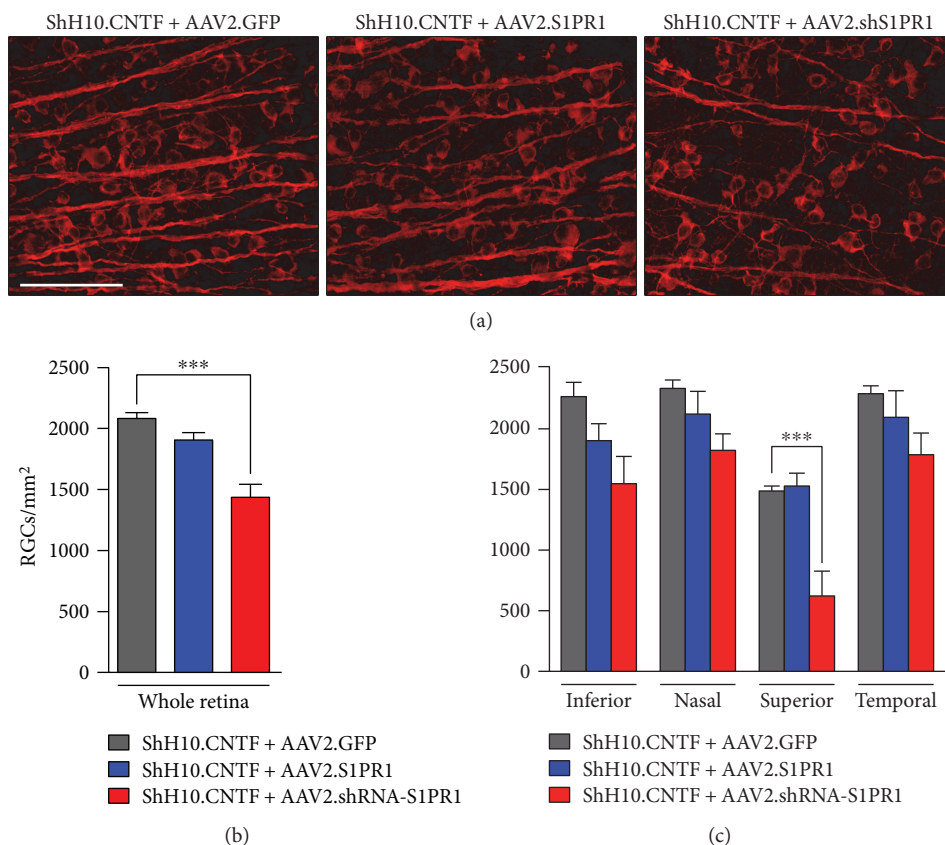 ShH10.CNTF + AAV2.GFP
ShH10.CNTF + AAV2.S1PR1
ShH10.CNTF + AAV2.shS1PR1
(a)
RGCs/mm²
2500
2000
1500
1000
500
0
***
Whole retina
ShH10.CNTF + AAV2.GFP
ShH10.CNTF + AAV2.S1PR1
ShH10.CNTF + AAV2.shRNA-S1PR1
(b)
2500
2000
1500
1000
500
0
***
Inferior
Nasal
Superior
Temporal
ShH10.CNTF + AAV2.GFP
ShH10.CNTF + AAV2.S1PR1
ShH10.CNTF + AAV2.shRNA-S1PR1
(c)